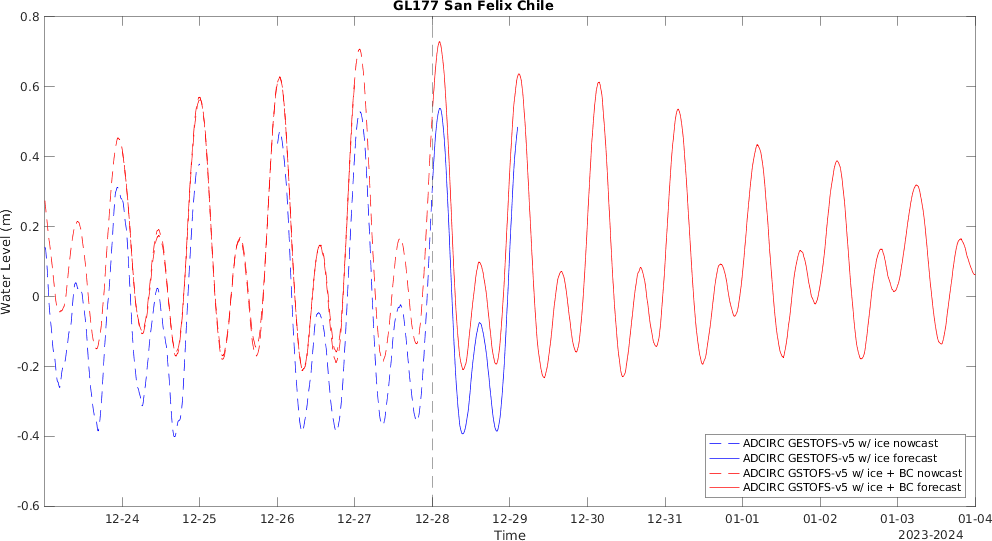 GL177 San Felix Chile
Water Level (m)
0.8
0.6
0.4
0.2
0
-0.2
-0.4
-0.6
ADCIRC GESTOFS-v5 w/ ice nowcast
ADCIRC GESTOFS-v5 w/ ice forecast
ADCIRC GSTOFS-v5 w/ ice + BC nowcast
ADCIRC GSTOFS-v5 w/ ice + BC forecast
12-24 12-25 12-26 12-27 12-28 12-29 12-30 12-31 01-01 01-02 01-03 01-04
Time
2023-2024